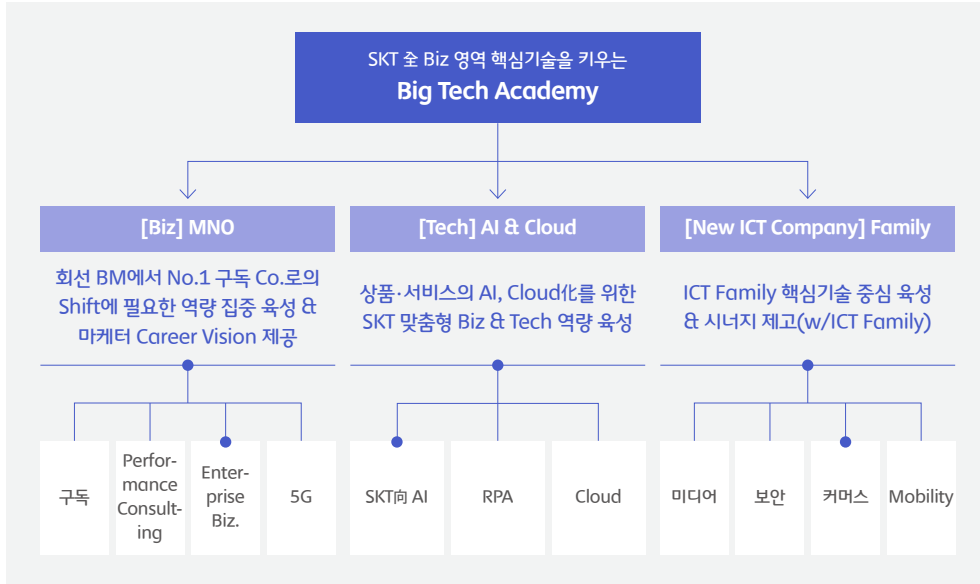 SKT 全 Biz 영역 핵심기술을 키우는
Big Tech Academy
[Biz] MNO
회선 BM에서 No.1 구독 Co.로의
Shift에 필요한 역량 집중 육성 &
마케터 Career Vision 제공
구독
Perfor-
mance
Consult-
ing
Enter-
prise
Biz.
5G
[Tech] AI & Cloud
상품·서비스의 AI, Cloud化를 위한
SKT 맞춤형 Biz & Tech 역량 육성
SKT向 AI
RPA
Cloud
[New ICT Company] Family
ICT Family 핵심기술 중심 육성
& 시너지 제고(w/ICT Family)
미디어
보안
커머스
Mobility